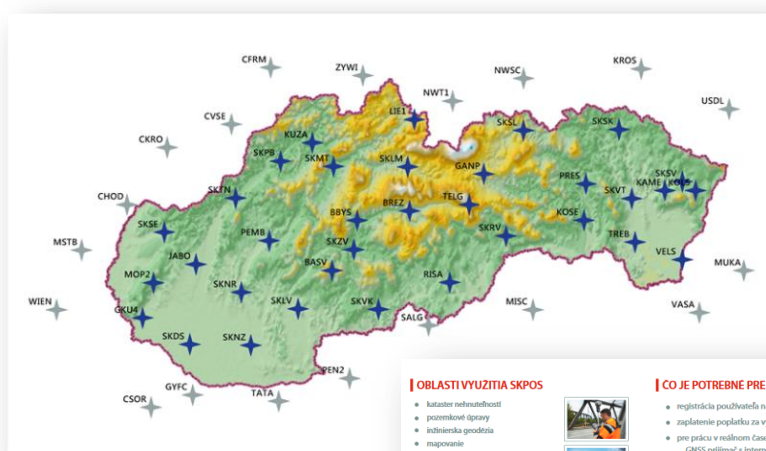 CFRM
ZYWI
KROS
NWSC
NWT1
USDL
LIE1
CVSE
SKSL
SKSK
KUZA
CKRO
SKPB
SKMT
SKLM
GANP
PRES
SKSV
KAME
SKVT
CHOD
SKTN
TELG
BREZ
BBYS
KOSE
SKSE
PEMB
SKRV
TREB
MSTB
SKZV
JABO
BASV
VELS
MUKA
MOP2
RISA
SKNR
WIEN
GKU4
SKLV
SKVK
SALG
MISC
VASA
SKDS
SKNZ
PEN2
GYFC
TATA
CSOR
OBLASTI VYUŽITIA SKPOS
kataster nehnuteľností
pozemkové úpravy
inžinierska geodézia
mapovanie
ČO JE POTREBNÉ PRE
registrácia používateľa n
zaplatenie poplatku za v
pre prácu v reálnom čase
GNSS prijímač s intern